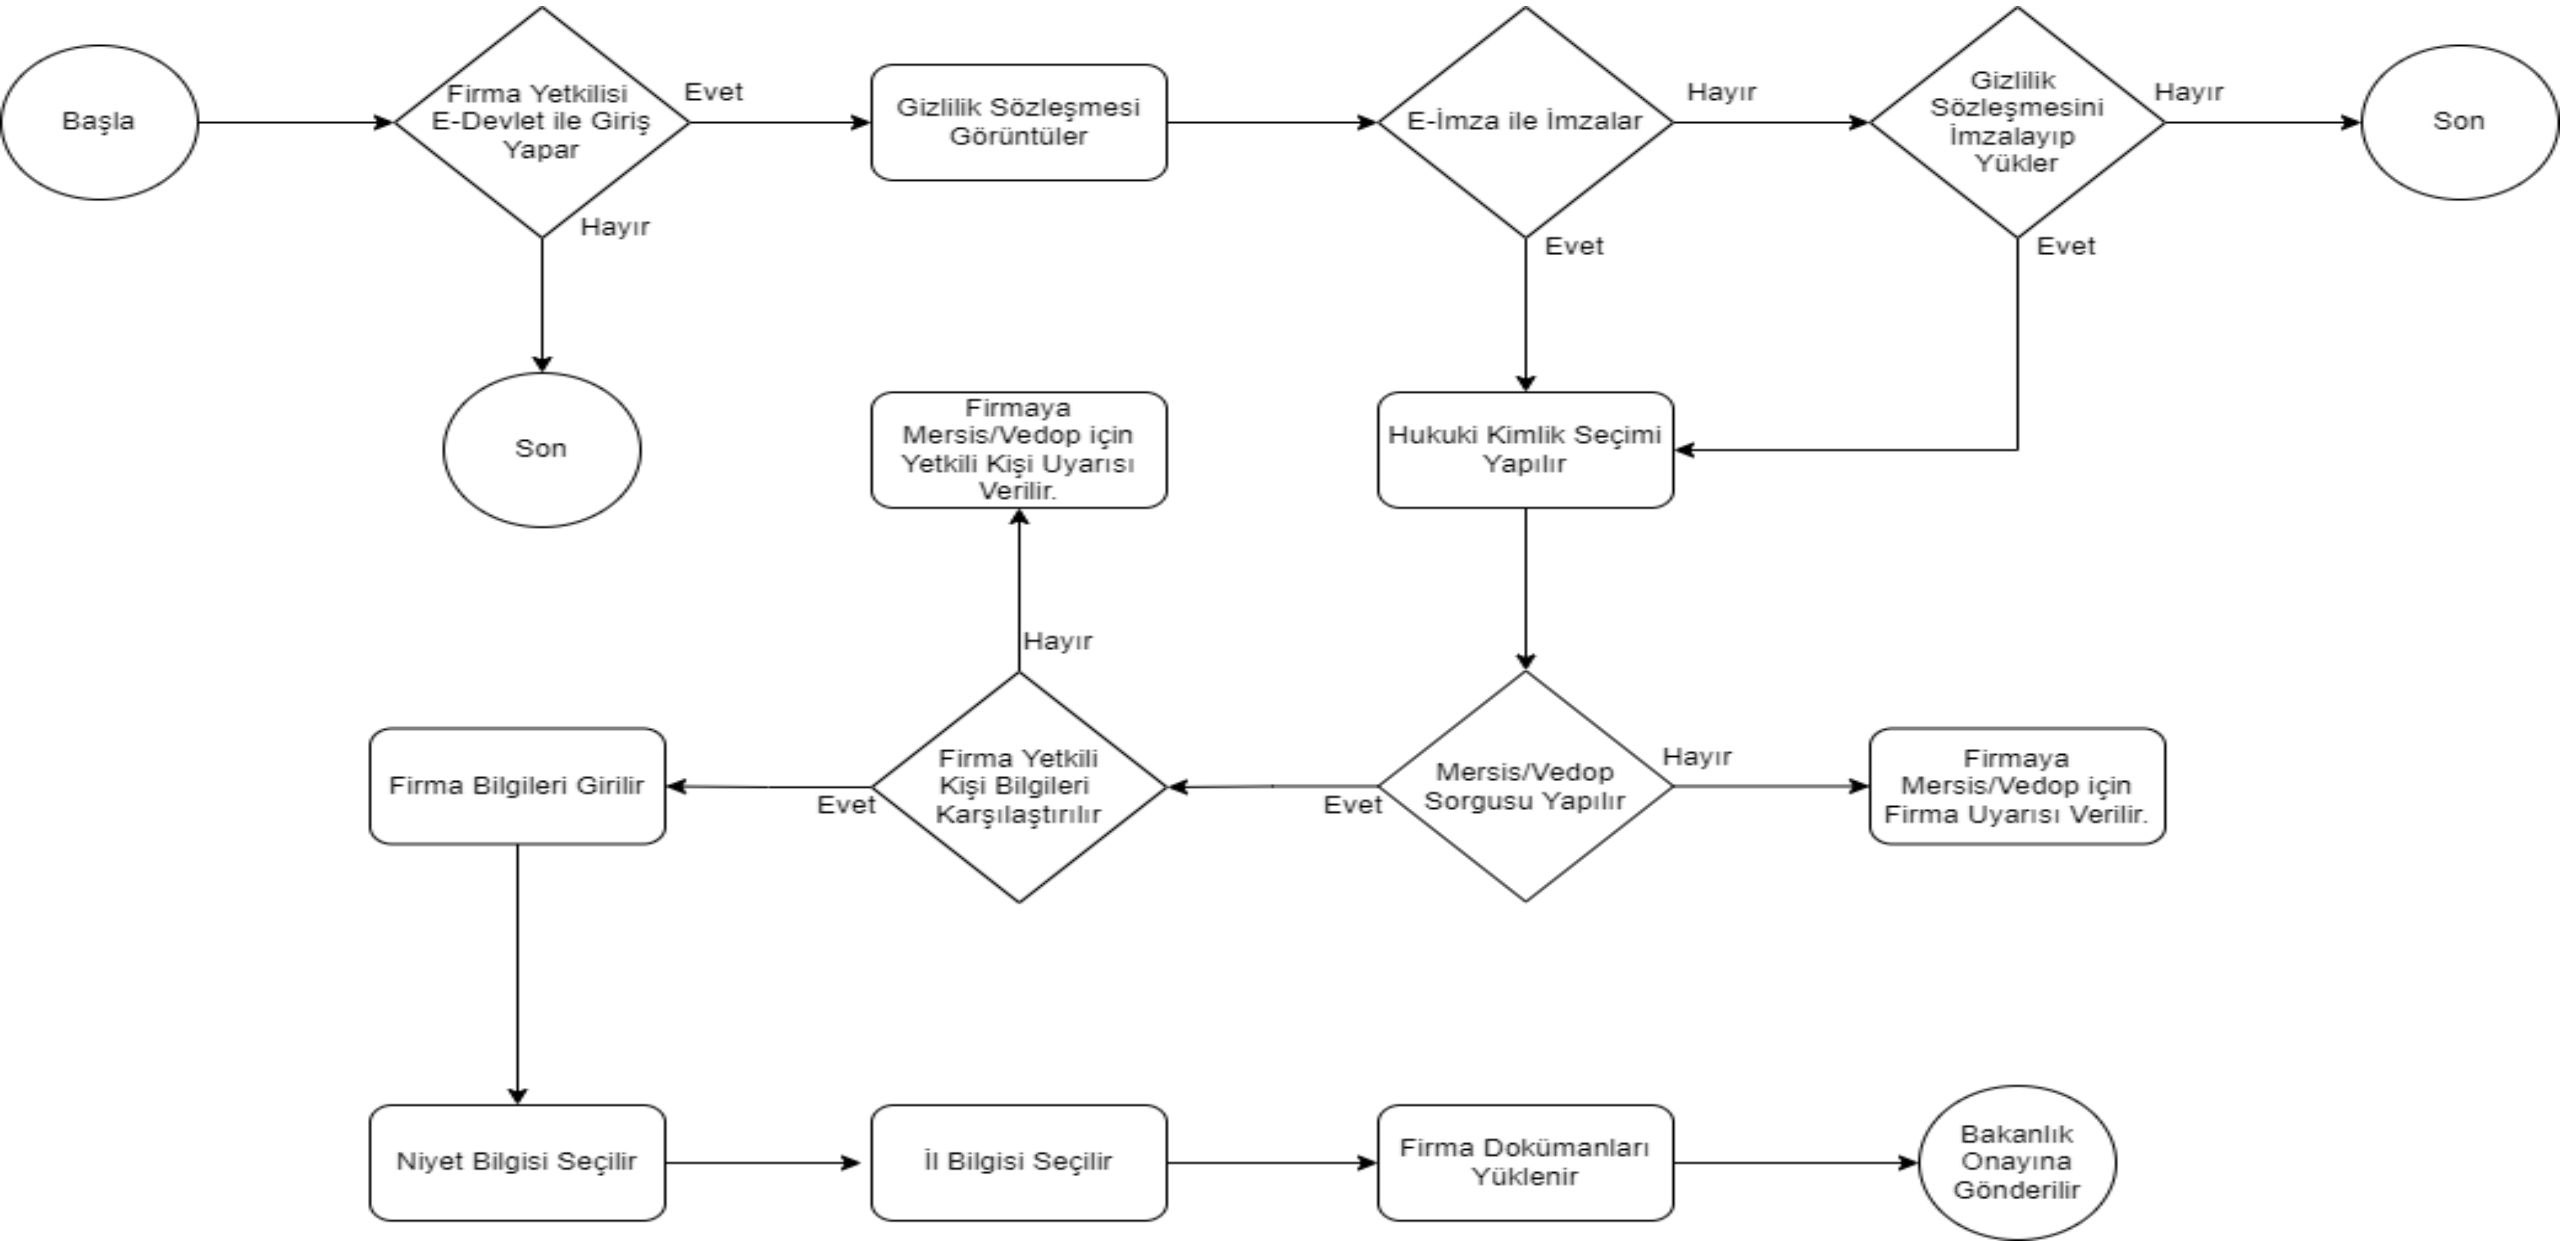 Başla
Firma Yetkilisi
E-Devlet ile Giriş
Yapar
Evet
Hayır
Gizlilik Sözleşmesi
Görüntüler
E-İmza ile İmzalar
Hayır
Evet
Gizlilik
Sözleşmesini
İmzalayıp
Yükler
Hayır
Evet
Son
Son
Firmaya
Mersis/Vedop için
Yetkili Kişi Uyarısı
Verilir.
Hukuki Kimlik Seçimi
Yapılır
Hayır
Firma Bilgileri Girilir
Evet
Firma Yetkili
Kişi Bilgileri
Karşılaştırılır
Evet
Mersis/Vedop
Sorgusu Yapılır
Hayır
Firmaya
Mersis/Vedop için
Firma Uyarısı Verilir.
Niyet Bilgisi Seçilir
İl Bilgisi Seçilir
Firma Dokümanları
Yüklenir
Bakanlık
Onayına
Gönderilir